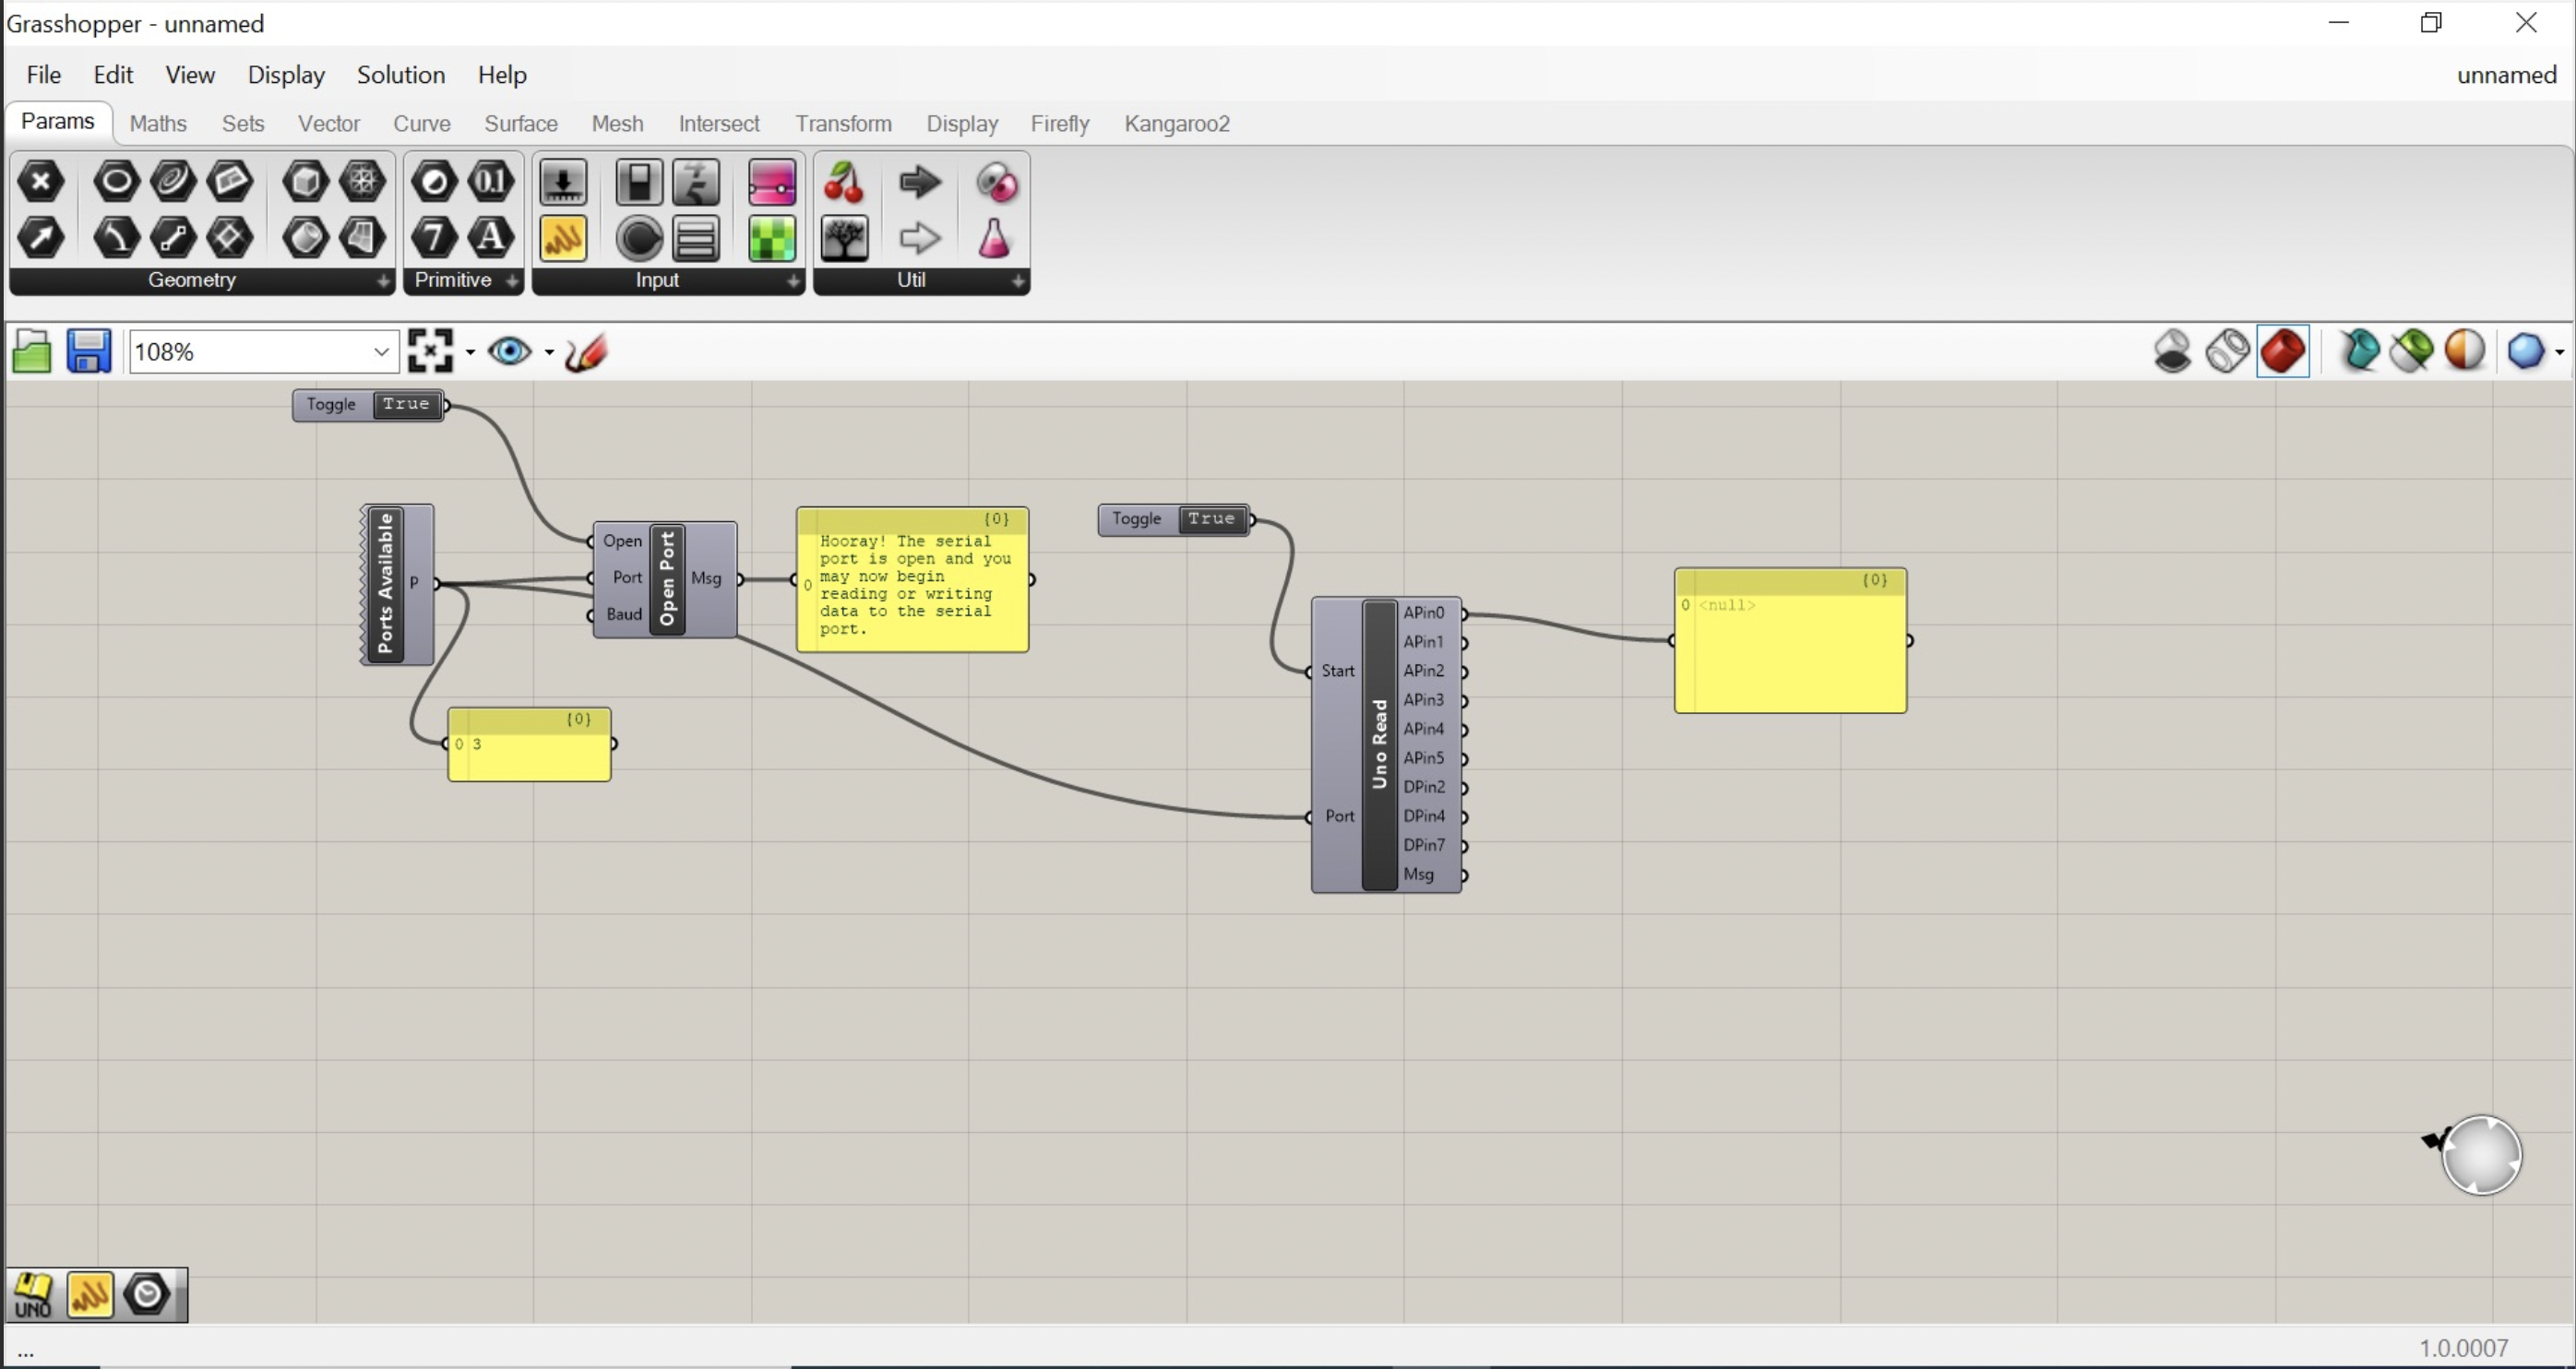 Grasshopper - unnamed
File Edit View Display Solution Help unnamed
Params Maths Sets Vector Curve Surface Mesh Intersect Transform Display Firefly Kangaroo2
0.1
7 A
Geometry Primitive Input Util
108%
Toggle True
Ports Available P
Open
Port
Baud
Open Port
Msg
{0}
0
Hooray! The serial
port is open and you
may now begin
reading or writing
data to the serial
port.
{0}
0 3
Toggle True
Start
Port
Uno Read
APin0
APin1
APin2
APin3
APin4
APin5
DPin2
DPin4
DPin7
Msg
{0}
0 <null>
UNO
... 1.0.0007